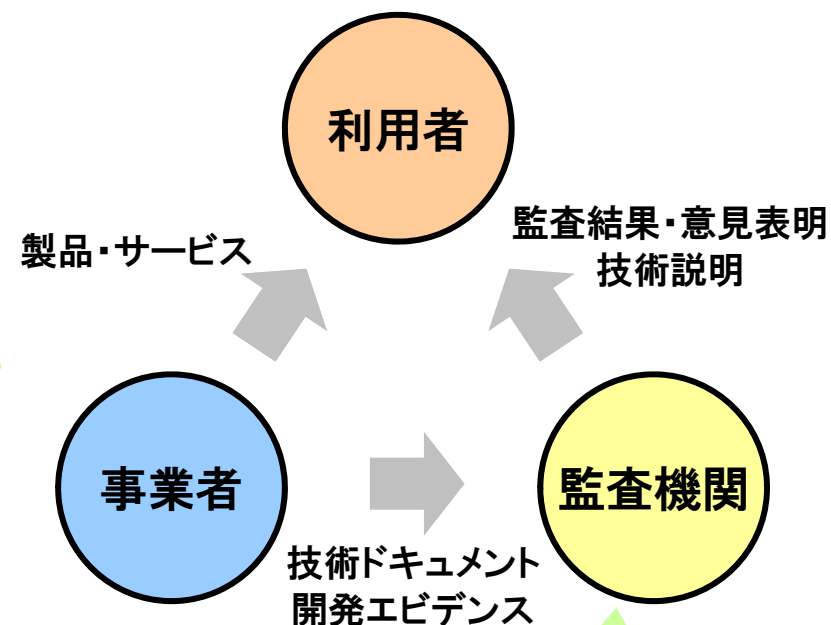 利用者
製品・サービス
監査結果・意見表明
技術説明
事業者
監査機関
技術ドキュメント
開発エビデンス